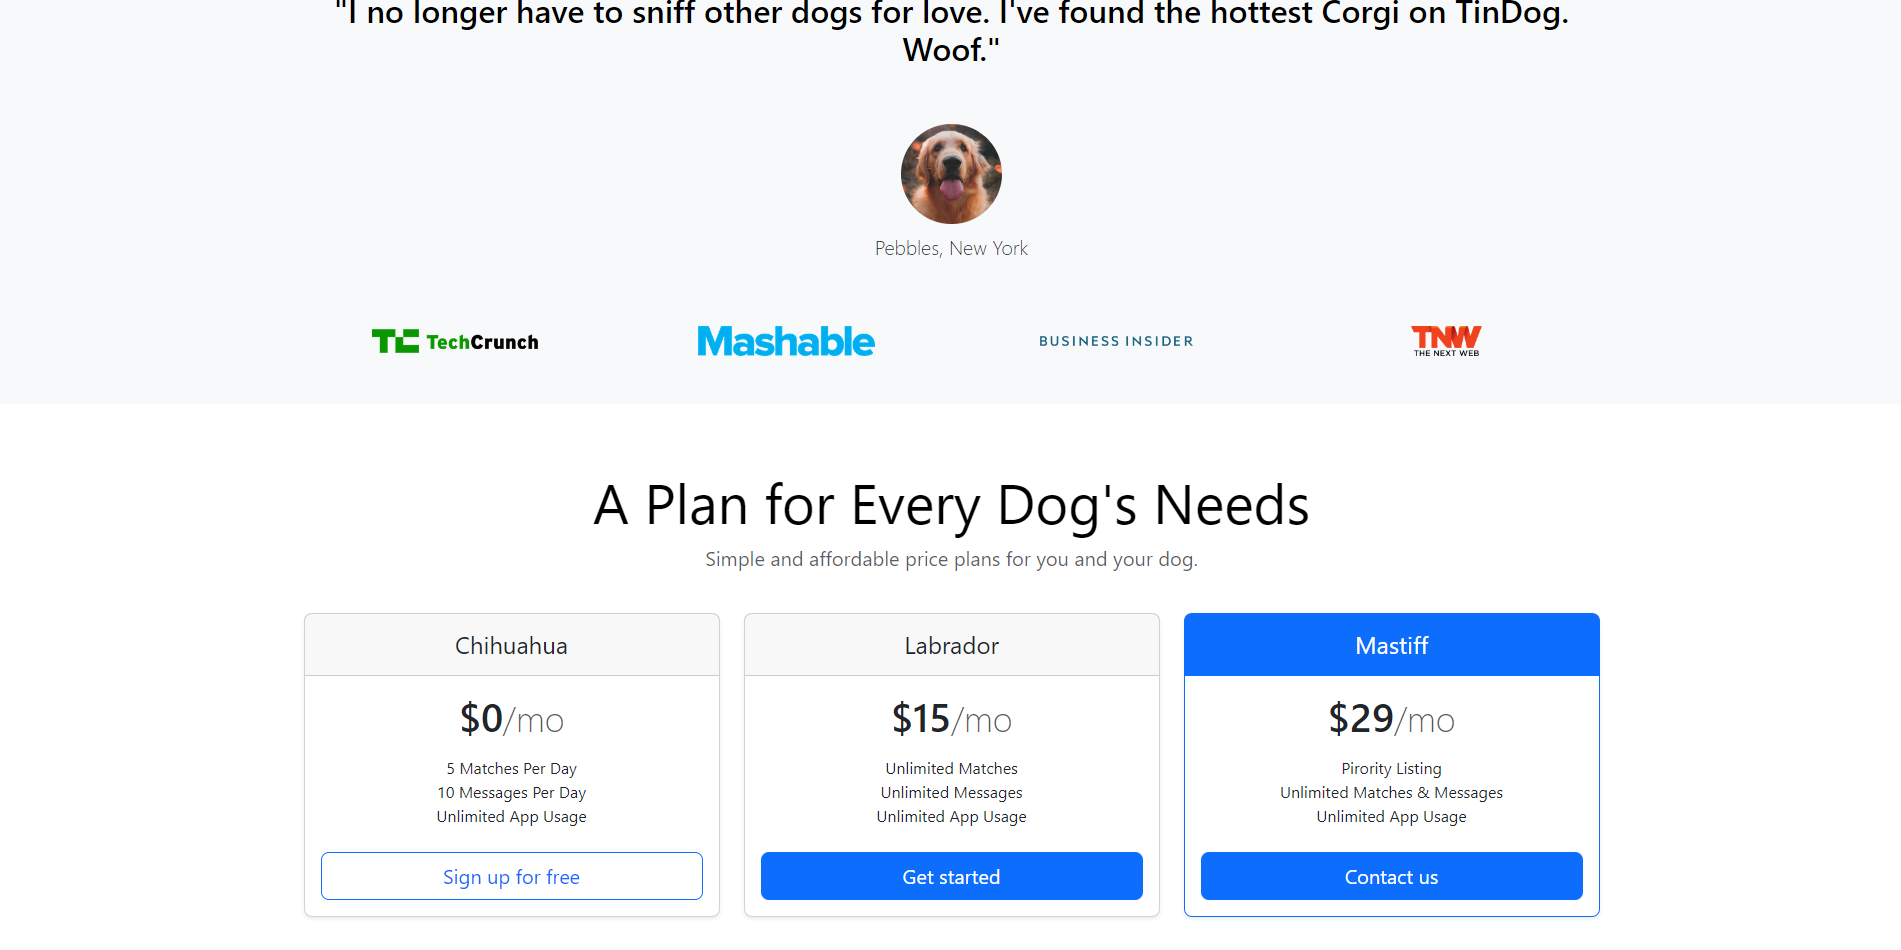 "I no longer have to sniff other dogs for love. I've found the hottest Corgi on TinDog.
Woof."
Pebbles, New York
TC TechCrunch
Mashable
BUSINESS INSIDER
TNW
THE NEXT WEB
A Plan for Every Dog's Needs
Simple and affordable price plans for you and your dog.
Chihuahua
$0/mo
5 Matches Per Day
10 Messages Per Day
Unlimited App Usage
Sign up for free
Labrador
$15/mo
Unlimited Matches
Unlimited Messages
Unlimited App Usage
Get started
Mastiff
$29/mo
Pirority Listing
Unlimited Matches & Messages
Unlimited App Usage
Contact us